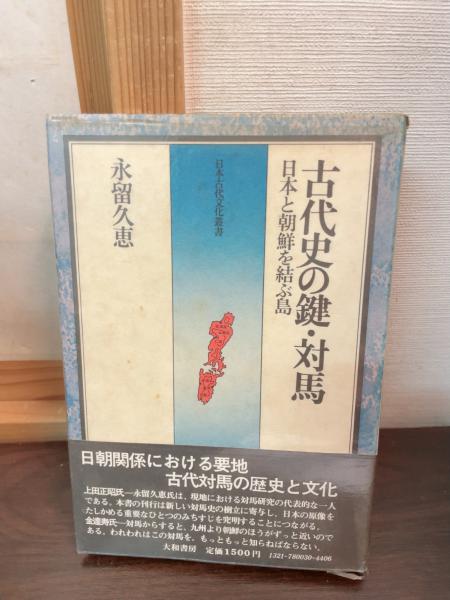 古代史の鍵・対馬
日本と朝鮮を結ぶ島
日本古代文化叢書
永留久恵
日朝関係における要地
古代対馬の歴史と文化
上田正昭氏―永留久恵氏は、現地における対馬研究の代表的な一人
である。本書の刊行は新しい対馬史の樹立に寄与し、日本の原像を
たしかめる重要なひとつのみちすじを究明することにつながる。
金達寿氏―対馬からすると、九州より朝鮮のほうがずっと近いので
ある。われわれはこの対馬を、もっともっと知らねばならない。
大和書房 定価1500円 1321-780030-4406